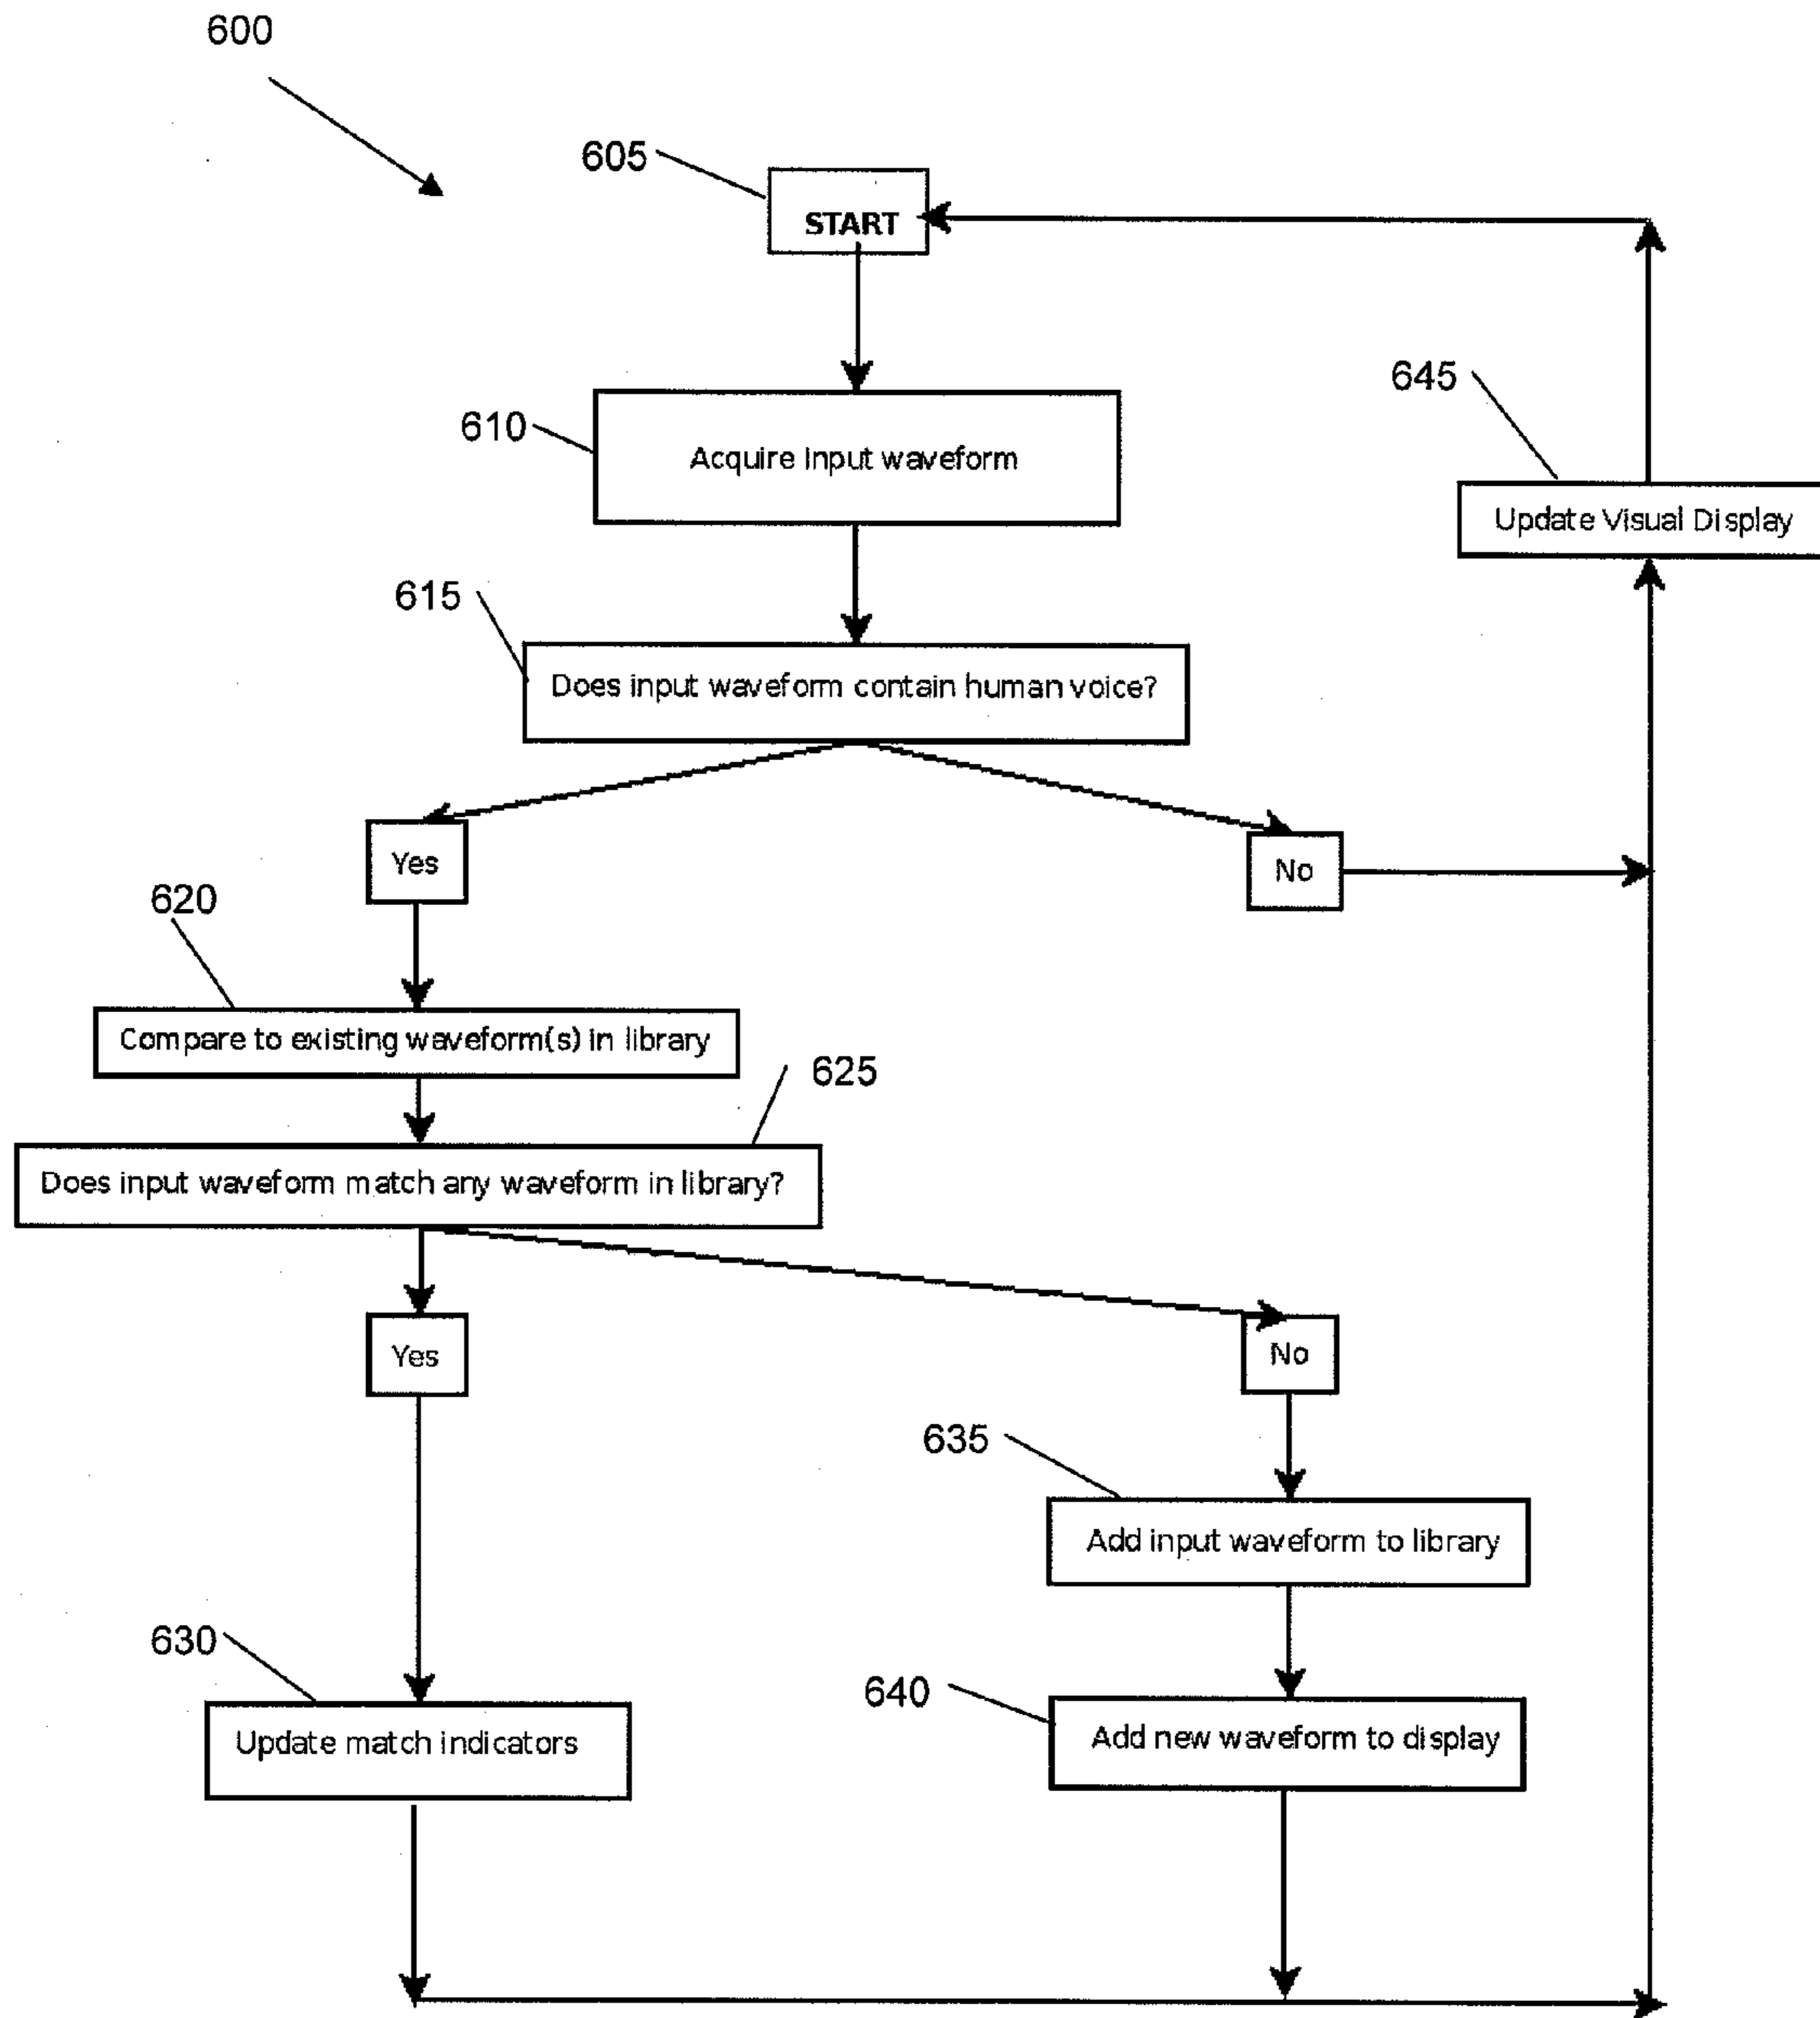 600
605
START
645
610
Acquire input waveform
Update Visual Display
615
Does input waveform contain human voice?
Yes
No
620
Compare to existing waveform(s) in library
625
Does input waveform match any waveform in library?
Yes
No
635
Add input waveform to library
630
640
Update match indicators
Add new waveform to display